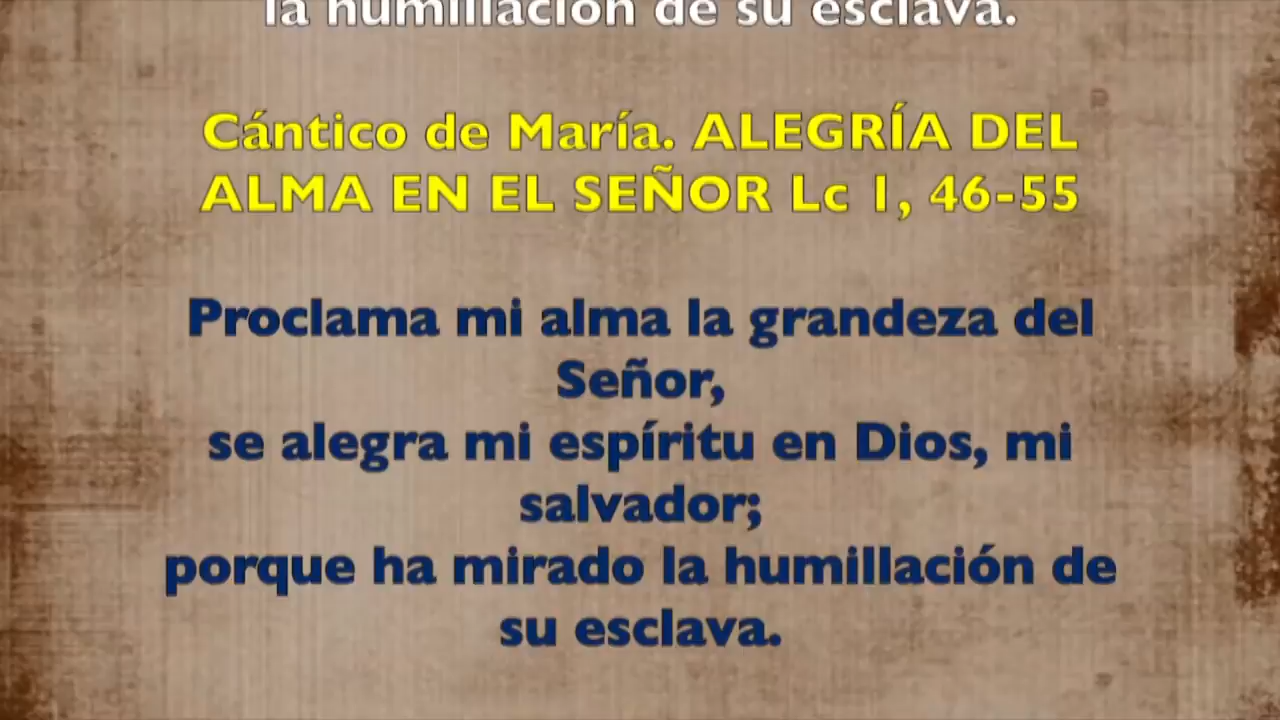 la humillación de su esclava.
Cántico de María. ALEGRÍA DEL
ALMA EN EL SEÑOR Lc 1, 46-55
Proclama mi alma la grandeza del
Señor,
se alegra mi espíritu en Dios, mi
salvador;
porque ha mirado la humillación de
su esclava.